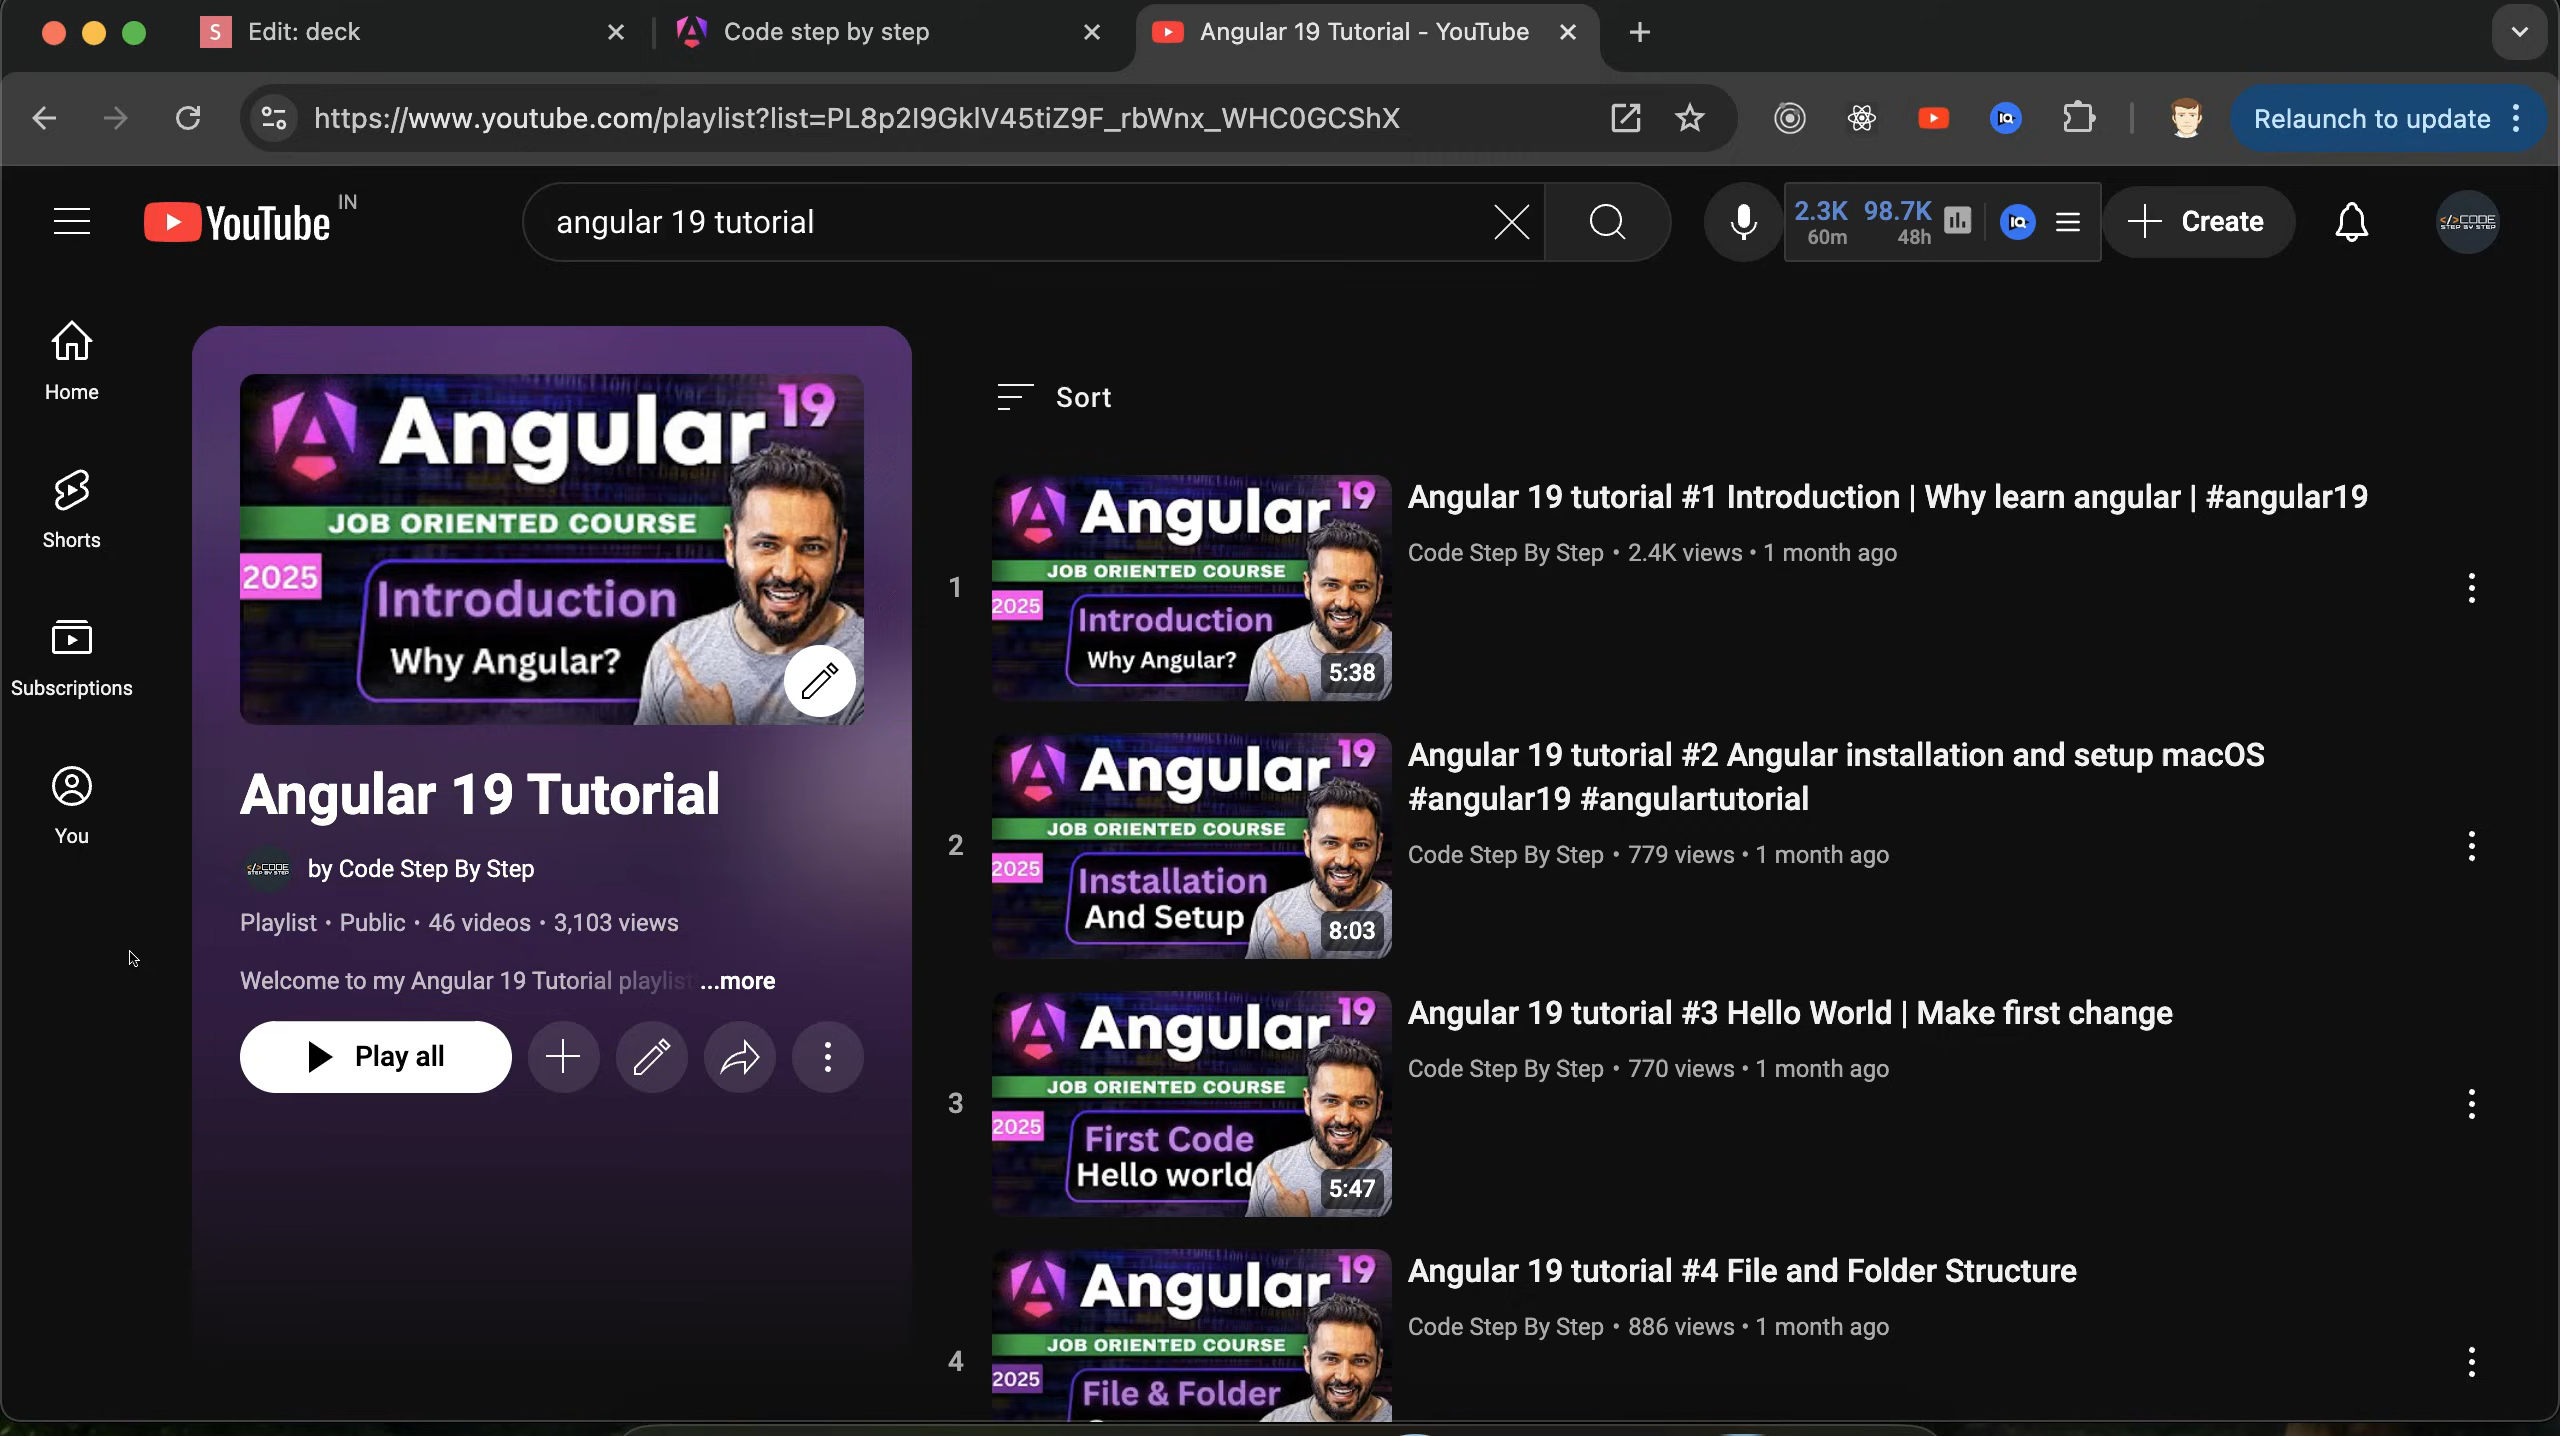 S Edit: deck
Code step by step
Angular 19 Tutorial - YouTube
https://www.youtube.com/playlist?list=PL8p2I9GklV45tiZ9F_rbWnx_WHC0GCShX
Relaunch to update
YouTube IN
angular 19 tutorial
2.3K 98.7K
60m 48h
IQ
Create
</>CODE
STEP BY STEP
Home
Shorts
Subscriptions
You
Angular 19
JOB ORIENTED COURSE
2025
Introduction
Why Angular?
Angular 19 Tutorial
by Code Step By Step
Playlist • Public • 46 videos • 3,103 views
Welcome to my Angular 19 Tutorial playlist ...more
Play all
Sort
1
Angular 19
JOB ORIENTED COURSE
2025
Introduction
Why Angular?
5:38
Angular 19 tutorial #1 Introduction | Why learn angular | #angular19
Code Step By Step • 2.4K views • 1 month ago
2
Angular 19
JOB ORIENTED COURSE
2025
Installation
And Setup
8:03
Angular 19 tutorial #2 Angular installation and setup macOS
#angular19 #angulartutorial
Code Step By Step • 779 views • 1 month ago
3
Angular 19
JOB ORIENTED COURSE
2025
First Code
Hello world
5:47
Angular 19 tutorial #3 Hello World | Make first change
Code Step By Step • 770 views • 1 month ago
4
Angular 19
JOB ORIENTED COURSE
2025
File & Folder
Angular 19 tutorial #4 File and Folder Structure
Code Step By Step • 886 views • 1 month ago